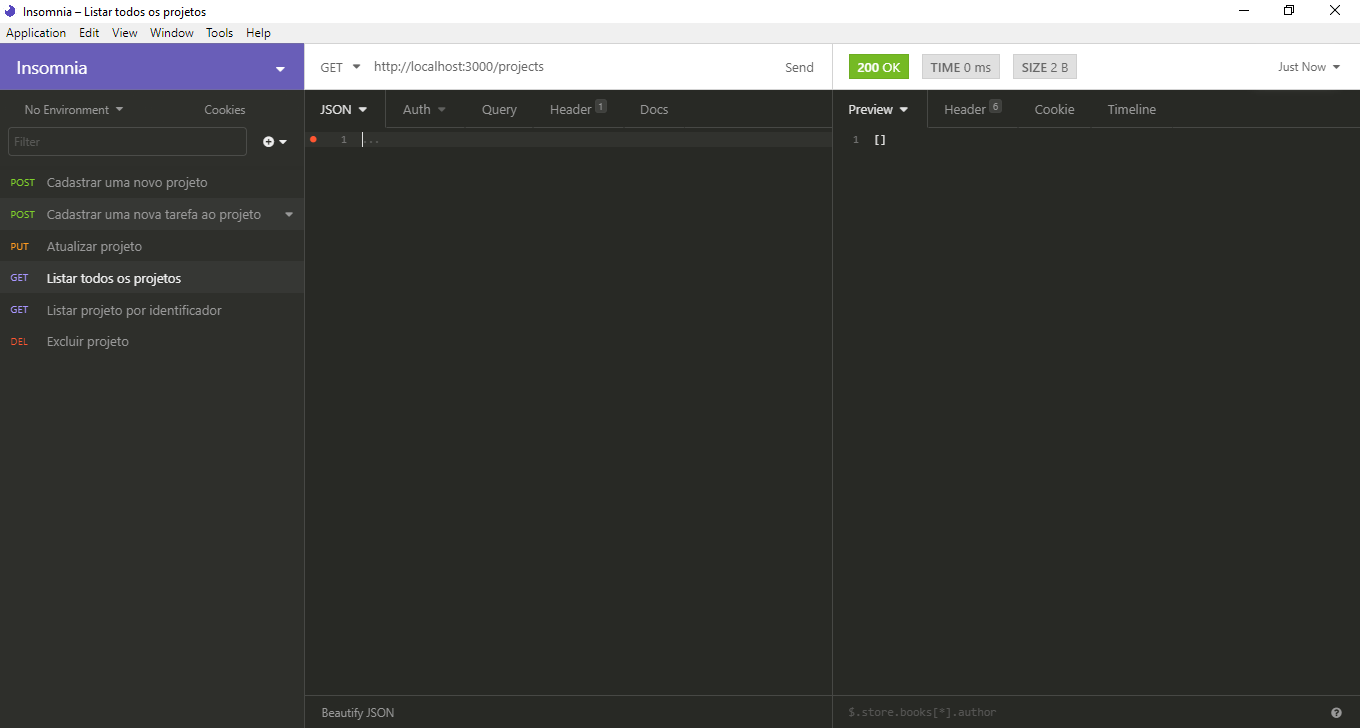 Insomnia – Listar todos os projetos
Application Edit View Window Tools Help
Insomnia
GET http://localhost:3000/projects Send
200 OK TIME 0 ms SIZE 2 B Just Now
No Environment Cookies
JSON Auth Query Header 1 Docs
Preview Header 6 Cookie Timeline
Filter
1 ...
1 []
POST Cadastrar uma novo projeto
POST Cadastrar uma nova tarefa ao projeto
PUT Atualizar projeto
GET Listar todos os projetos
GET Listar projeto por identificador
DEL Excluir projeto
Beautify JSON
$.store.books[*].author
?